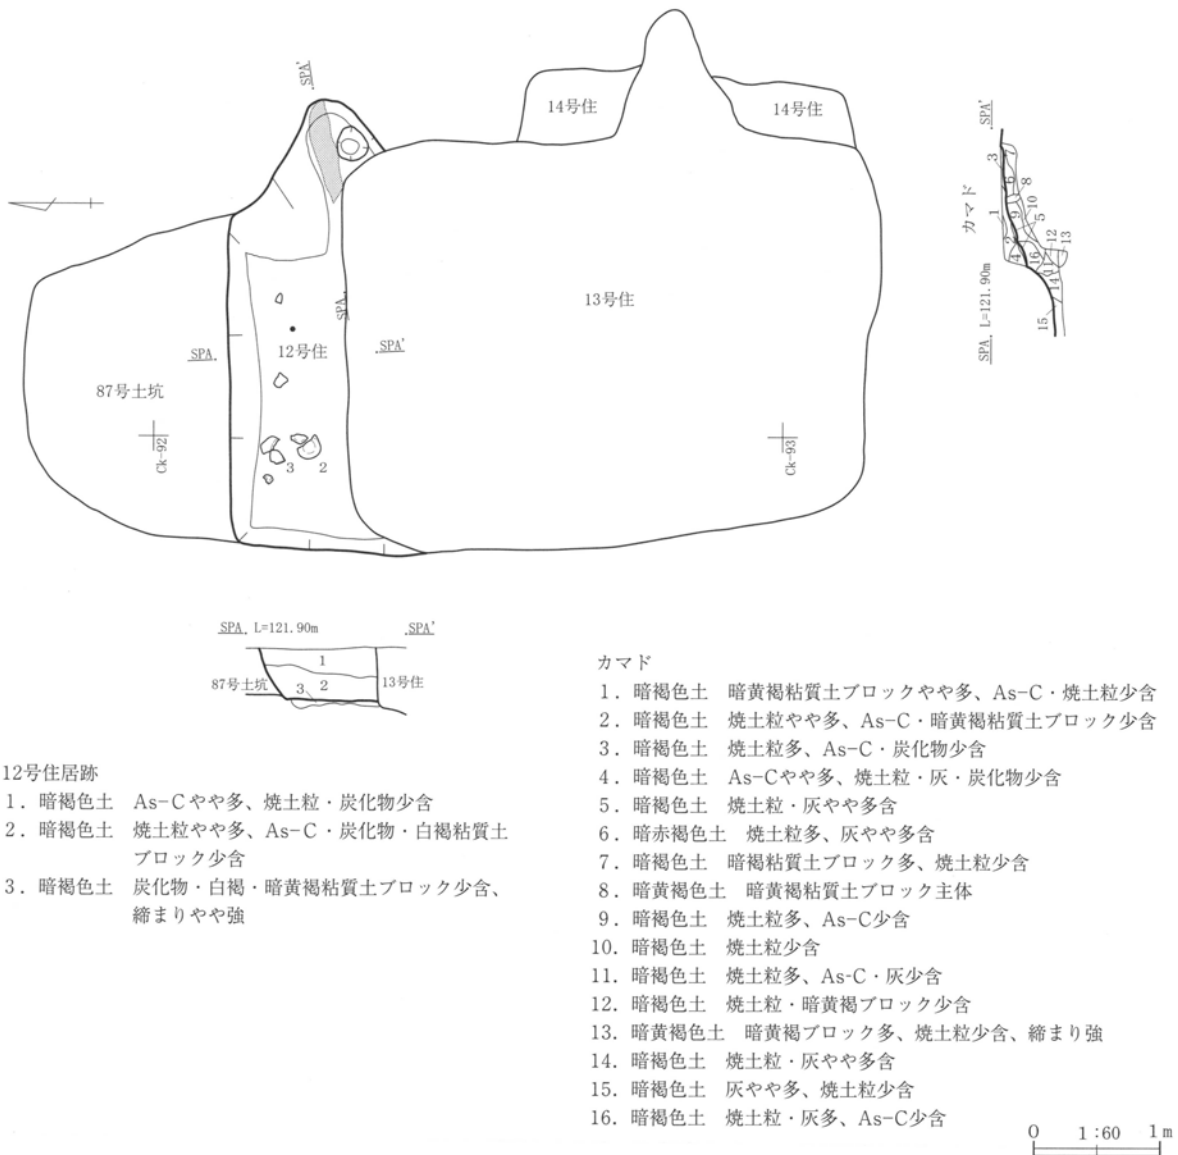 SPA'
14号住
14号住
SPA'
3
7
6
8
カマド
1
9
10
5
2
12
13
4
16
11
14
15
SPA. L=121.90m
13号住
SPA.
SPA.
12号住
SPA'
87号土坑
Ck-92
Ck-93
3
2
SPA. L=121.90m
SPA'
1
87号土坑
3
2
13号住
12号住居跡
1. 暗褐色土 As-Cやや多、焼土粒・炭化物少含
2. 暗褐色土 焼土粒やや多、As-C・炭化物・白褐粘質土
ブロック少含
3. 暗褐色土 炭化物・白褐・暗黄褐粘質土ブロック少含、
締まりやや強
カマド
1. 暗褐色土 暗黄褐粘質土ブロックやや多、As-C・焼土粒少含
2. 暗褐色土 焼土粒やや多、As-C・暗黄褐粘質土ブロック少含
3. 暗褐色土 焼土粒多、As-C・炭化物少含
4. 暗褐色土 As-Cやや多、焼土粒・灰・炭化物少含
5. 暗褐色土 焼土粒・灰やや多含
6. 暗赤褐色土 焼土粒多、灰やや多含
7. 暗褐色土 暗褐粘質土ブロック多、焼土粒少含
8. 暗黄褐色土 暗黄褐粘質土ブロック主体
9. 暗褐色土 焼土粒多、As-C少含
10. 暗褐色土 焼土粒少含
11. 暗褐色土 焼土粒多、As-C・灰少含
12. 暗褐色土 焼土粒・暗黄褐ブロック少含
13. 暗黄褐色土 暗黄褐ブロック多、焼土粒少含、締まり強
14. 暗褐色土 焼土粒・灰やや多含
15. 暗褐色土 灰やや多、焼土粒少含
16. 暗褐色土 焼土粒・灰多、As-C少含
0 1:60 1m